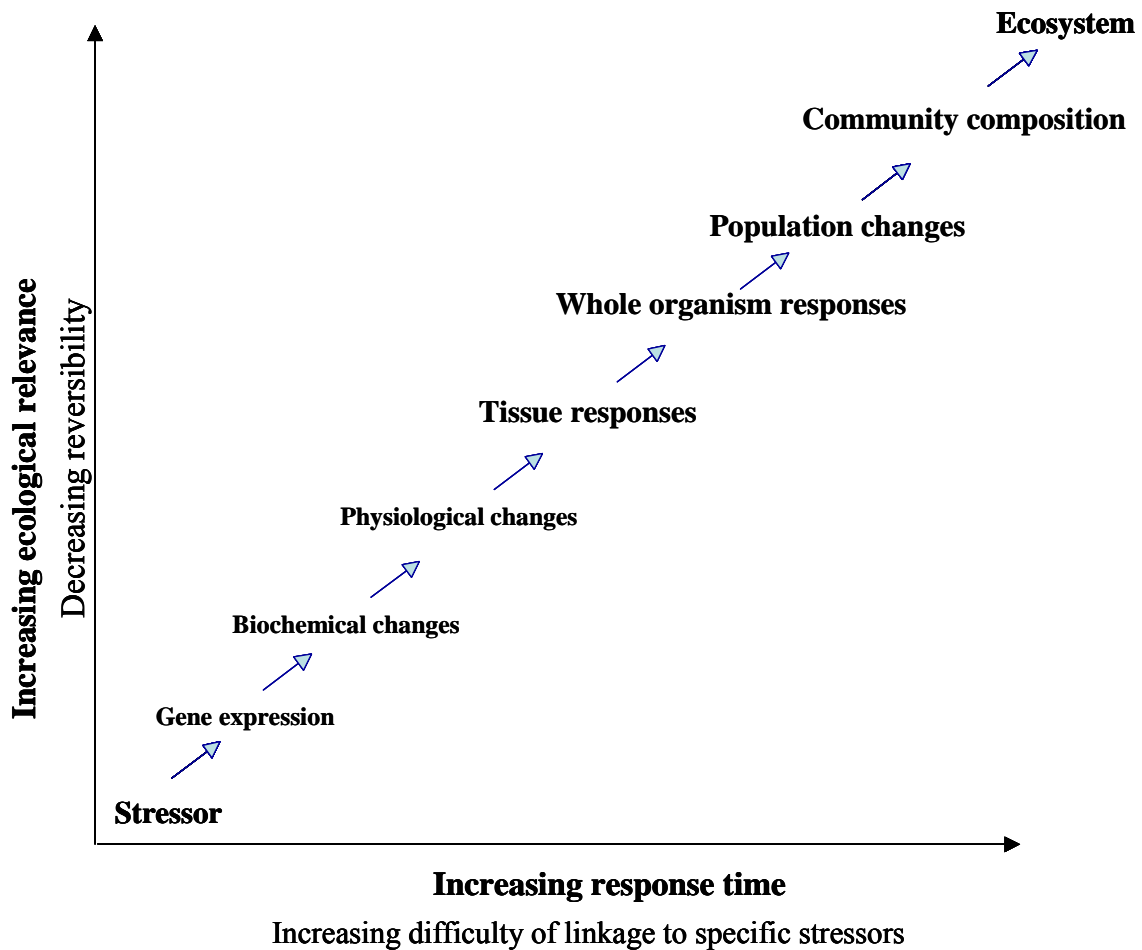 Ecosystem
Community composition
Population changes
Whole organism responses
Tissue responses
Physiological changes
Biochemical changes
Gene expression
Stressor
Increasing ecological relevance
Decreasing reversibility
Increasing response time
Increasing difficulty of linkage to specific stressors